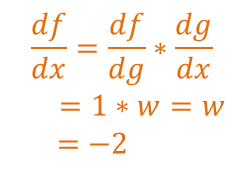 df/dx = df/dg * dg/dx
= 1 * w = w
= −2